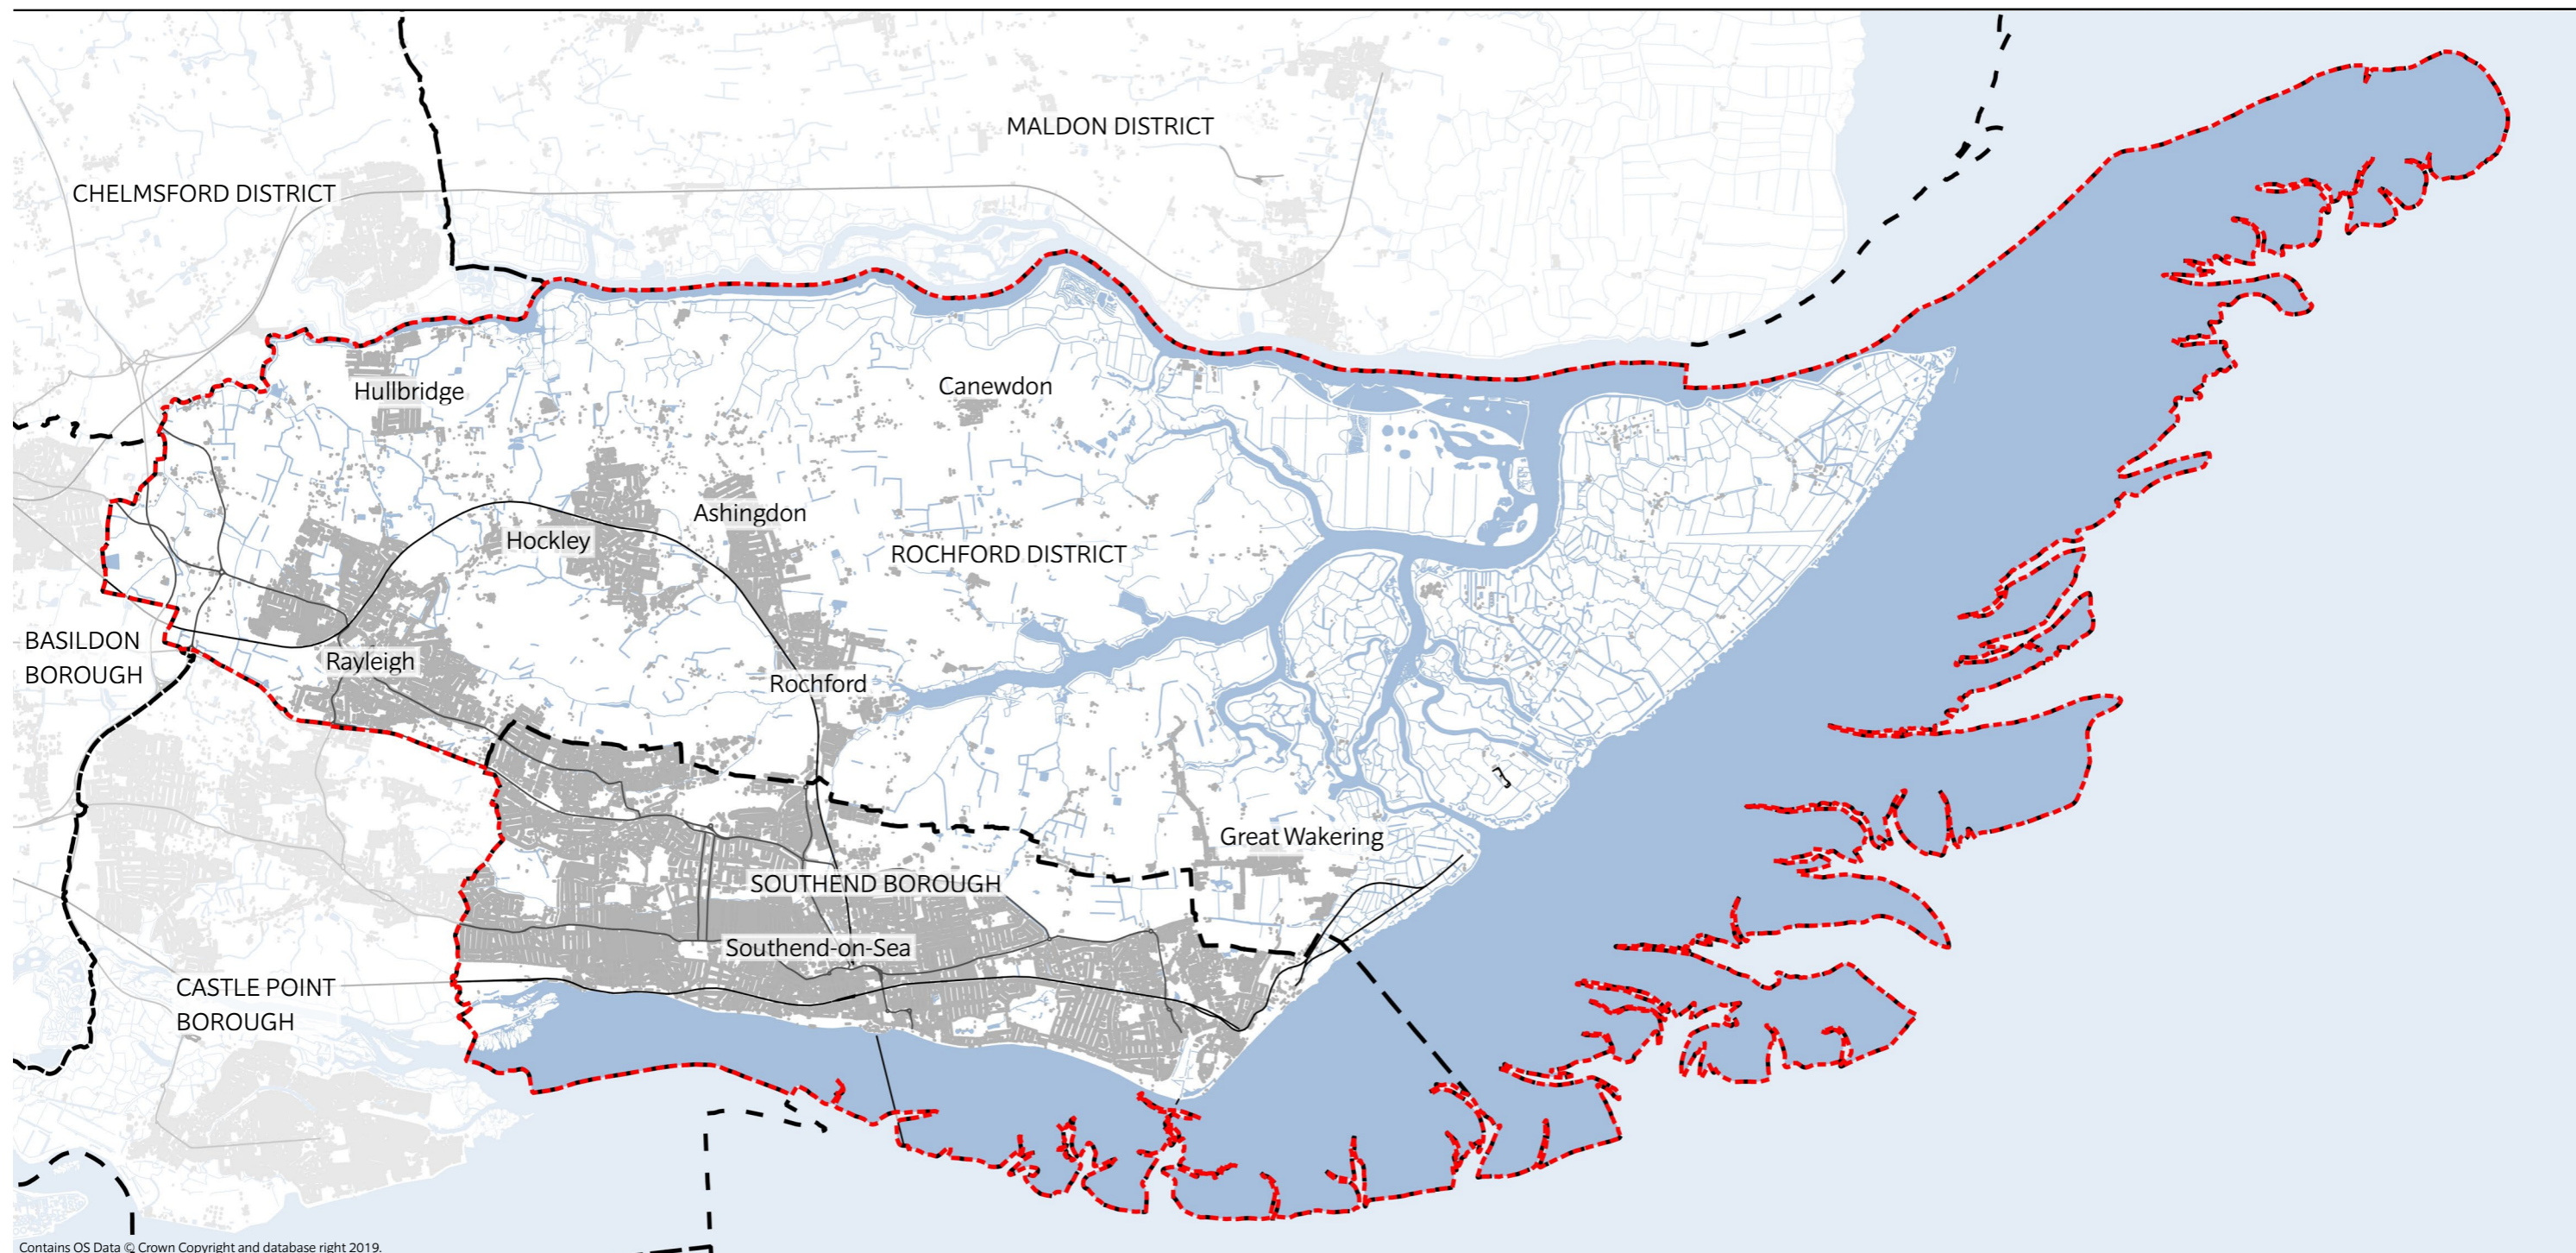 MALDON DISTRICT
CHELMSFORD DISTRICT
Hullbridge
Canewdon
Ashingdon
Hockley
ROCHFORD DISTRICT
BASILDON
BOROUGH
Rayleigh
Rochford
Great Wakering
SOUTHEND BOROUGH
Southend-on-Sea
CASTLE POINT
BOROUGH
Contains OS Data © Crown Copyright and database right 2019.